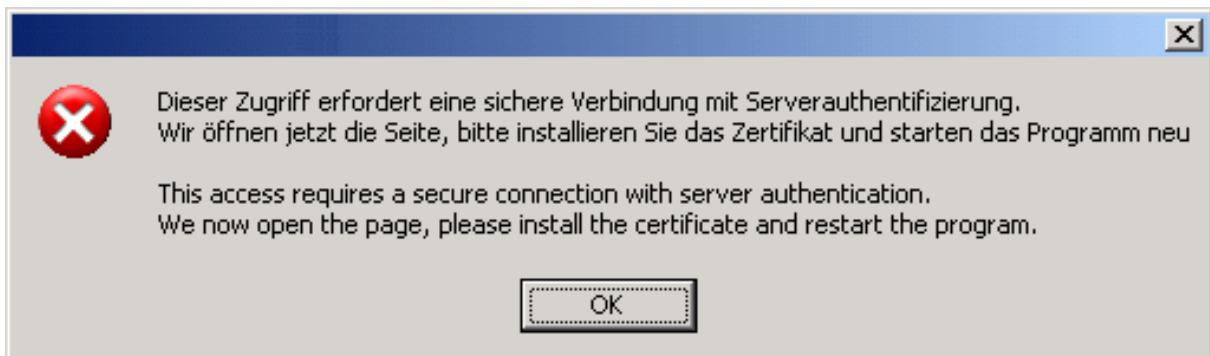 Dieser Zugriff erfordert eine sichere Verbindung mit Serverauthentifizierung.
Wir öffnen jetzt die Seite, bitte installieren Sie das Zertifikat und starten das Programm neu
This access requires a secure connection with server authentication.
We now open the page, please install the certificate and restart the program.
OK